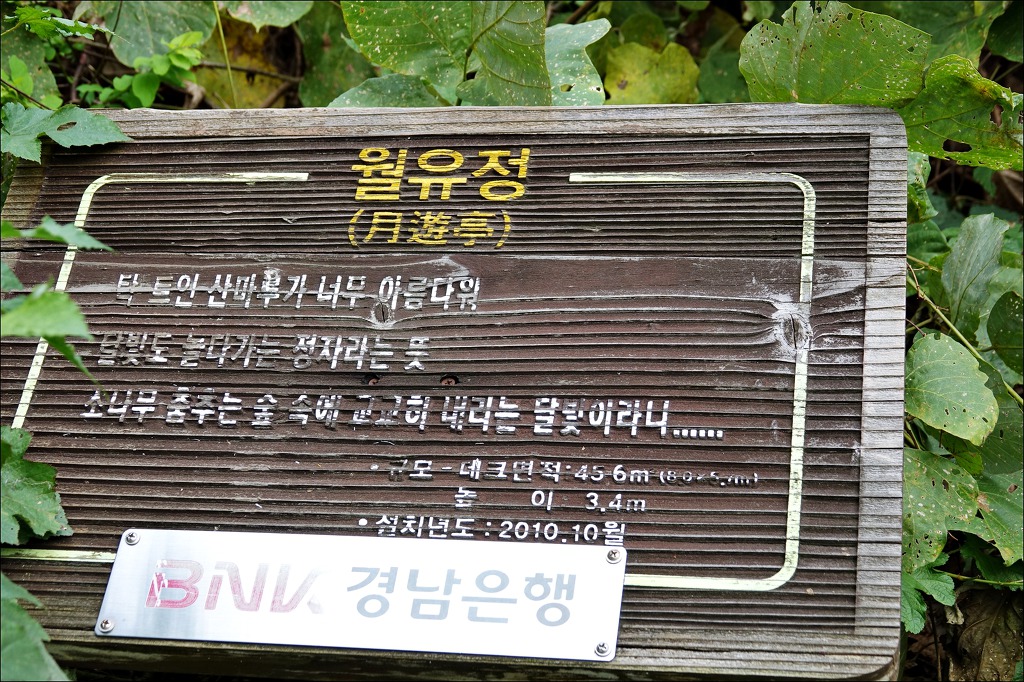 월유정
(月遊亭)
탁 트인 산마루가 너무 아름다워
달빛도 놀다가는 정자라는 뜻
소나무 춤추는 숲 속에 교교히 내리는 달빛이라니......
• 규모 - 데크면적: 45.6m²
높 이 : 3.4m
• 설치년도 : 2010.10월
BNK 경남은행